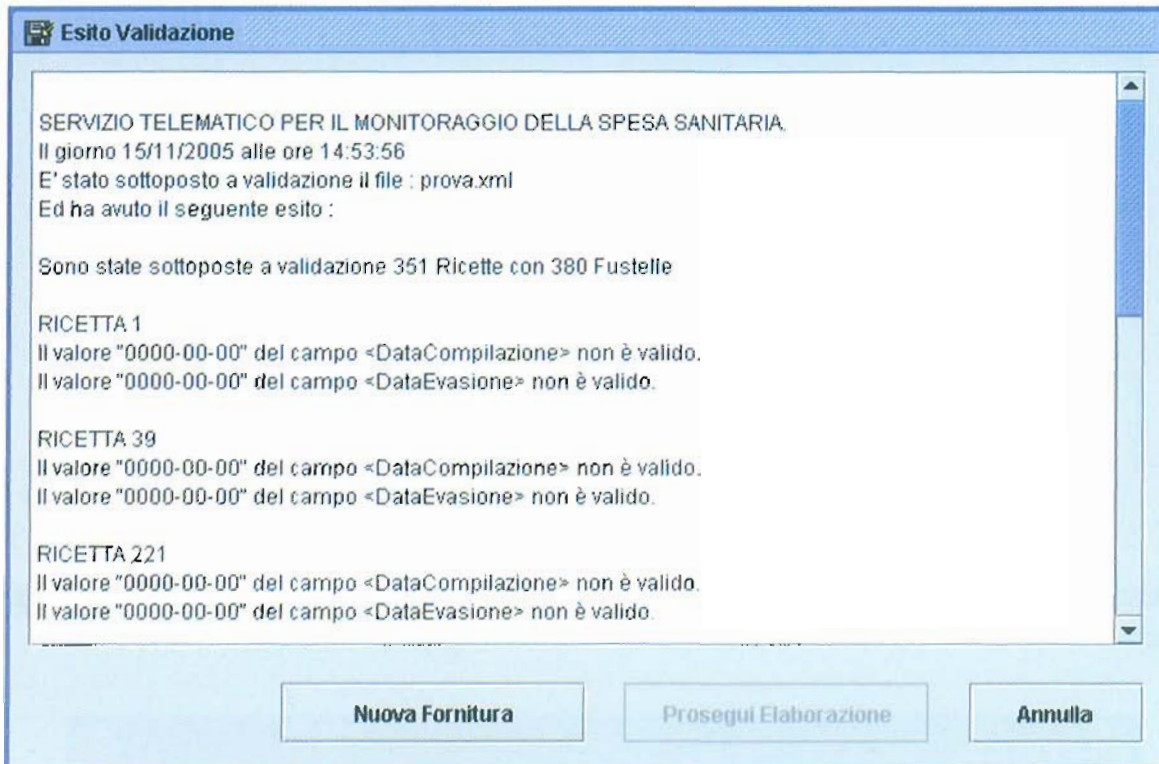 Esito Validazione
SERVIZIO TELEMATICO PER IL MONITORAGGIO DELLA SPESA SANITARIA.
Il giorno 15/11/2005 alle ore 14:53:56
E' stato sottoposto a validazione il file : prova.xml
Ed ha avuto il seguente esito :
Sono state sottoposte a validazione 351 Ricette con 380 Fustelle
RICETTA 1
Il valore "0000-00-00" del campo <DataCompilazione> non è valido.
Il valore "0000-00-00" del campo <DataEvasione> non è valido.
RICETTA 39
Il valore "0000-00-00" del campo <DataCompilazione> non è valido.
Il valore "0000-00-00" del campo <DataEvasione> non è valido.
RICETTA 221
Il valore "0000-00-00" del campo <DataCompilazione> non è valido.
Il valore "0000-00-00" del campo <DataEvasione> non è valido.
Nuova Fornitura Prosegui Elaborazione Annulla